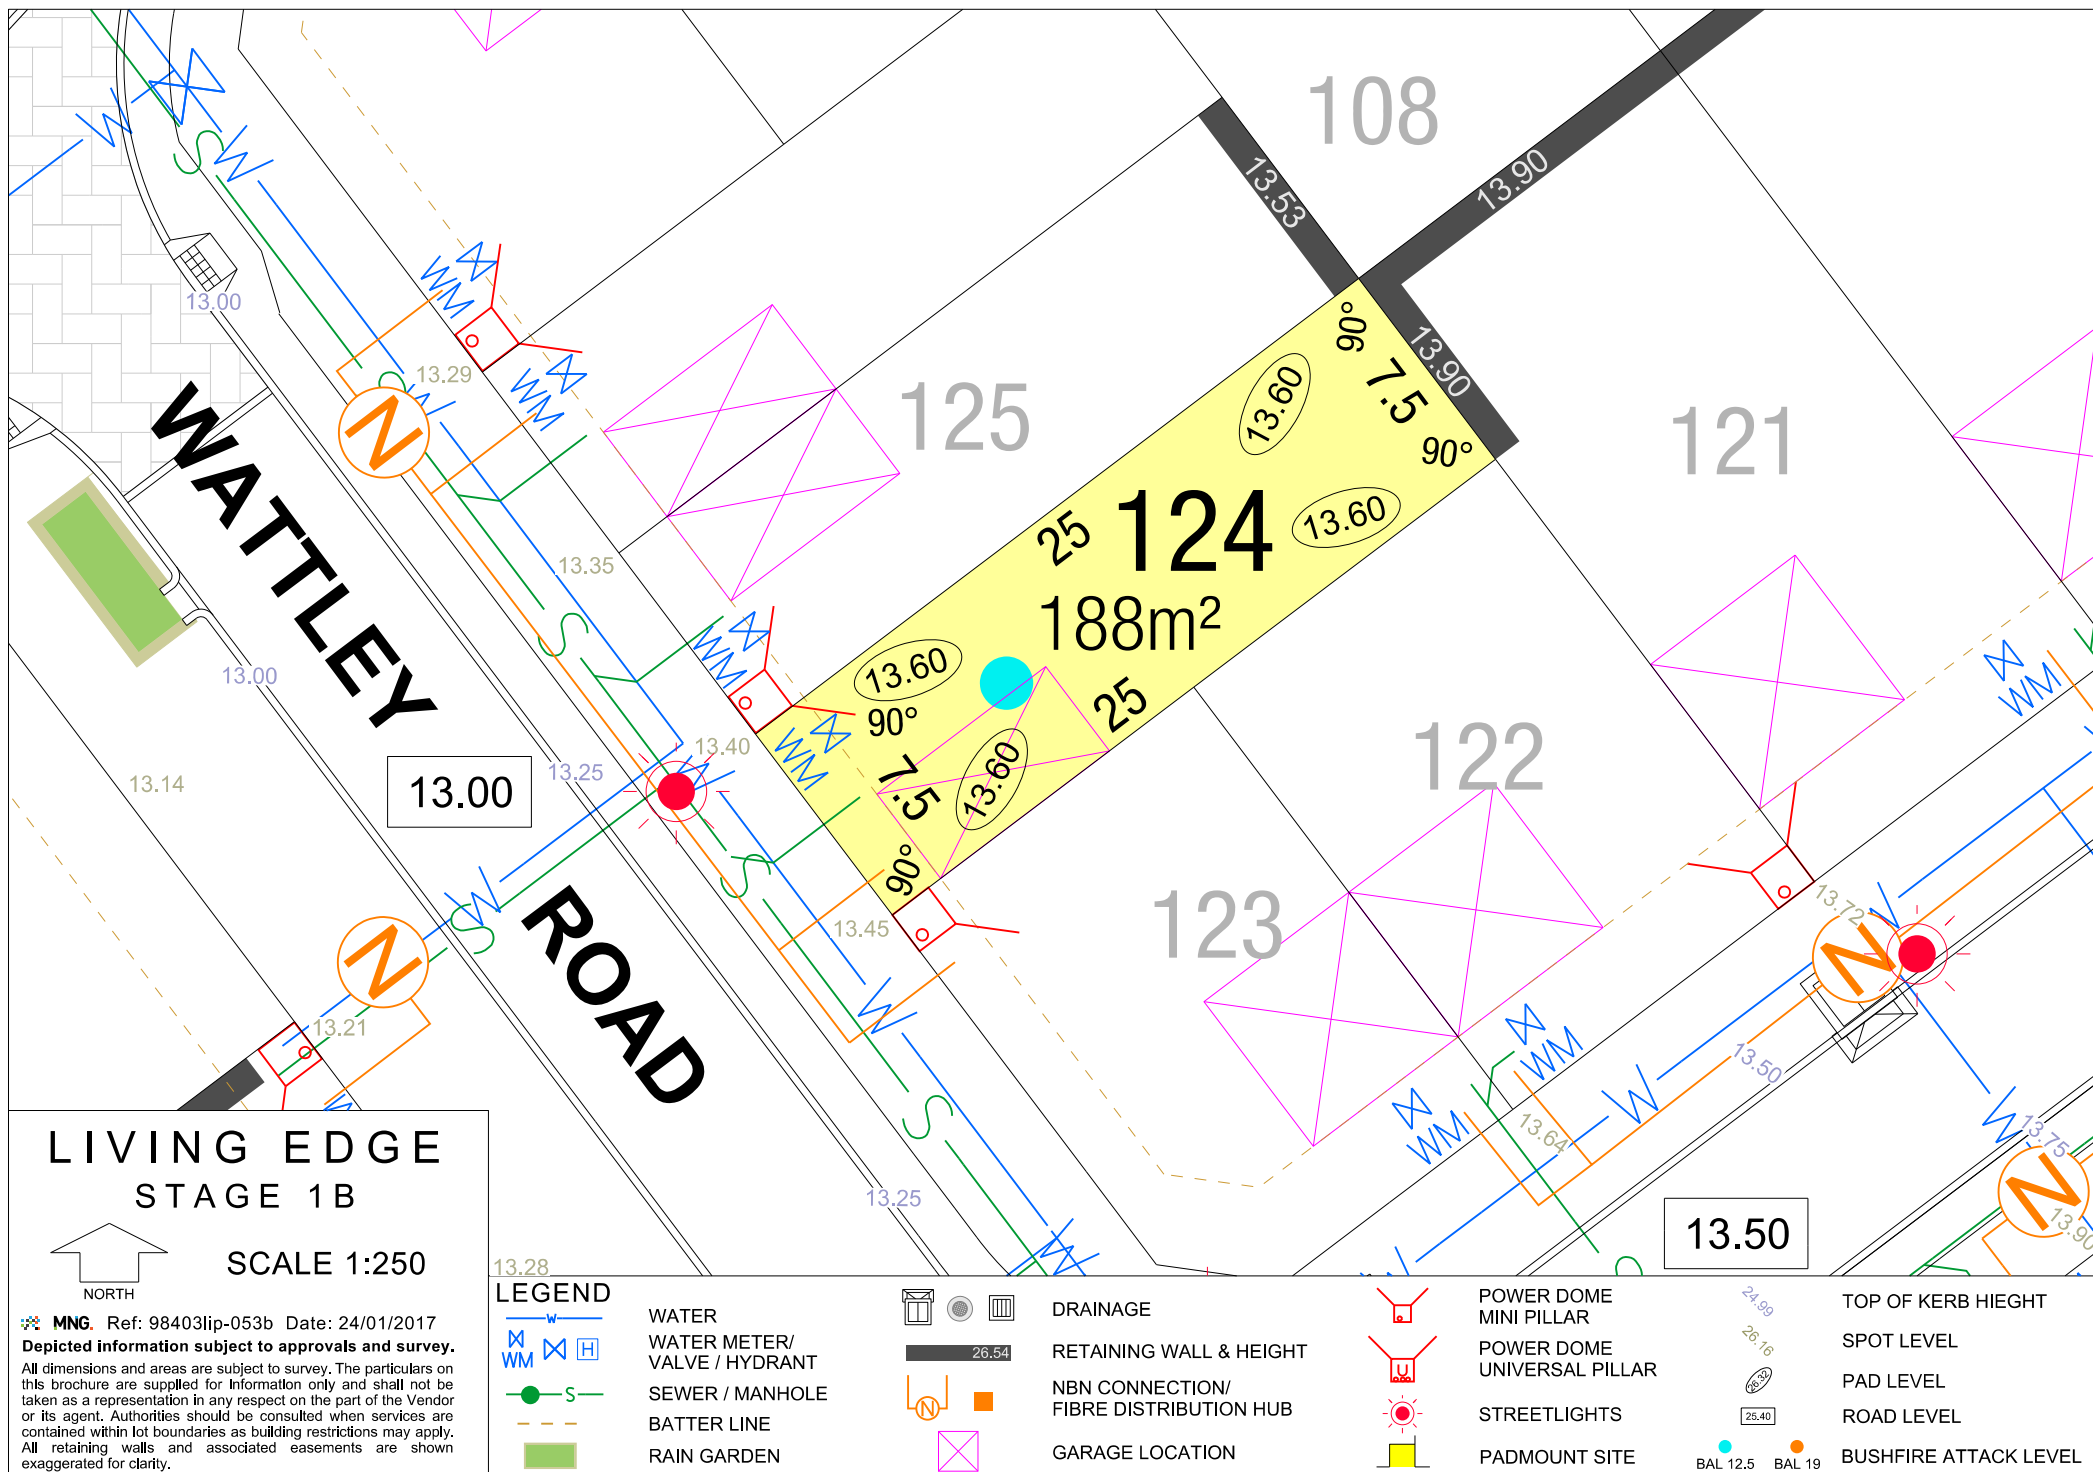 108
13.53
13.90
13.90
13.00
WM
WM
13.29
125
121
90°
7.5
90°
13.60
13.60
25
124
188m²
25
13.60
90°
7.5
13.60
90°
WATTLEY
ROAD
N
S
W
13.35
13.00
WM
WM
13.40
13.25
13.14
13.00
13.45
122
123
WM
13.72
N
13.21
N
13.50
WM
WM
13.64
13.75
N
13.90
13.25
13.50
13.28
LIVING EDGE
STAGE 1B
NORTH
SCALE 1:250
MNG. Ref: 98403lip-053b Date: 24/01/2017
Depicted information subject to approvals and survey.
All dimensions and areas are subject to survey. The particulars on
this brochure are supplied for information only and shall not be
taken as a representation in any respect on the part of the Vendor
or its agent. Authorities should be consulted when services are
contained within lot boundaries as building restrictions may apply.
All retaining walls and associated easements are shown
exaggerated for clarity.
LEGEND
W WATER
WM H WATER METER/
VALVE / HYDRANT
S SEWER / MANHOLE
BATTER LINE
RAIN GARDEN
DRAINAGE
26.54 RETAINING WALL & HEIGHT
N NBN CONNECTION/
FIBRE DISTRIBUTION HUB
GARAGE LOCATION
POWER DOME
MINI PILLAR
U POWER DOME
UNIVERSAL PILLAR
STREETLIGHTS
PADMOUNT SITE
24.99 TOP OF KERB HIEGHT
26.16 SPOT LEVEL
26.32 PAD LEVEL
25.40 ROAD LEVEL
BAL 12.5 BAL 19 BUSHFIRE ATTACK LEVEL